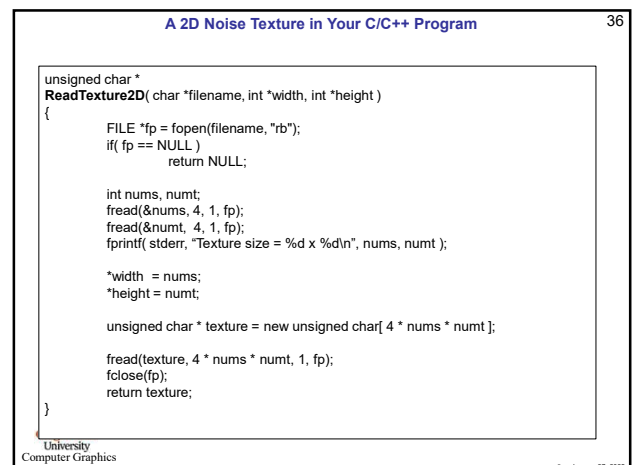 A 2D Noise Texture in Your C/C++ Program
36
unsigned char *
ReadTexture2D( char *filename, int *width, int *height )
{
FILE *fp = fopen(filename, "rb");
if( fp == NULL )
return NULL;
int nums, numt;
fread(&nums, 4, 1, fp);
fread(&numt, 4, 1, fp);
fprintf( stderr, “Texture size = %d x %d\n”, nums, numt );
*width = nums;
*height = numt;
unsigned char * texture = new unsigned char[ 4 * nums * numt ];
fread(texture, 4 * nums * numt, 1, fp);
fclose(fp);
return texture;
}
University
Computer Graphics